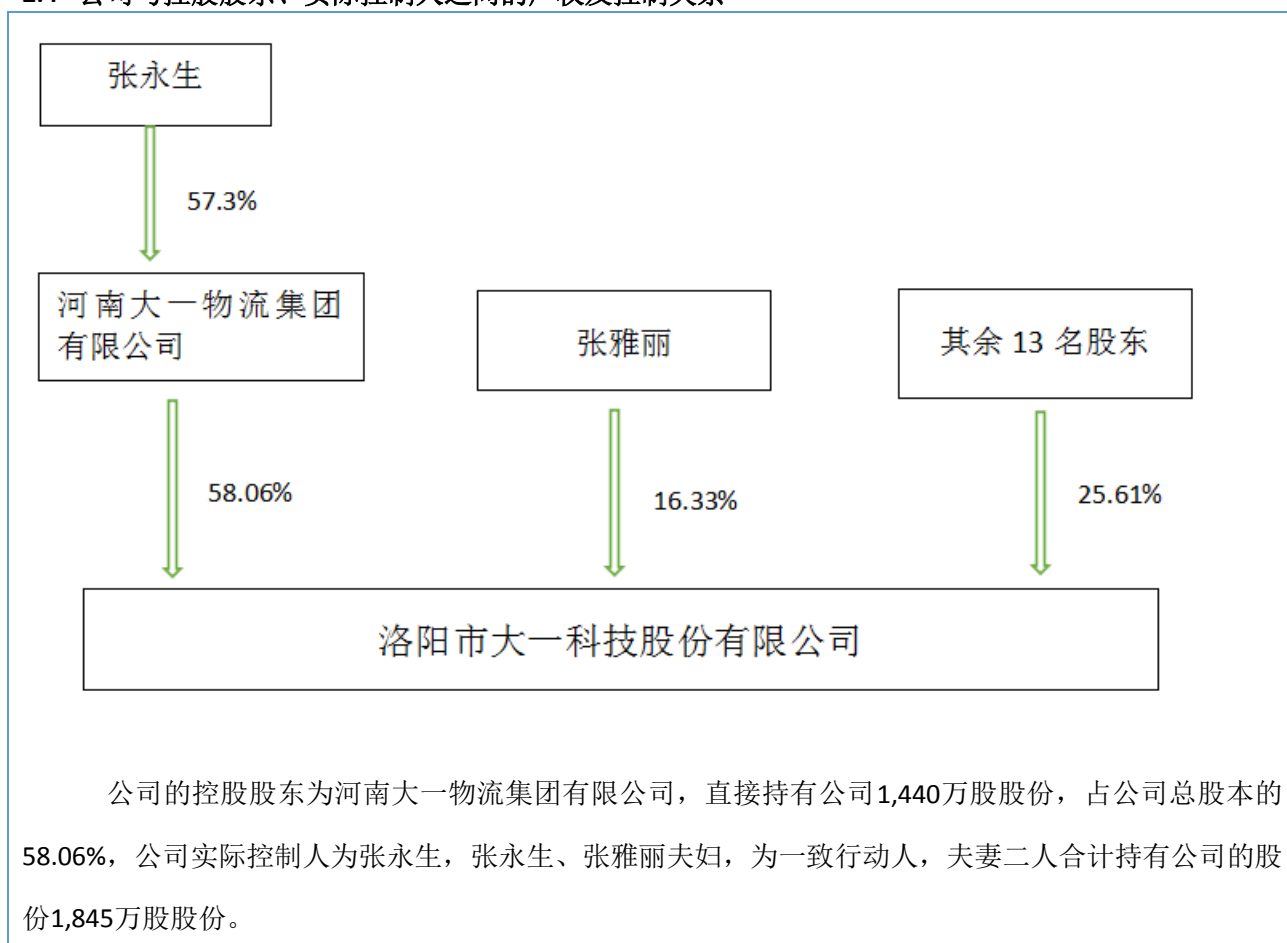 张永生
57.3%
河南大一物流集团
有限公司
张雅丽
其余 13 名股东
58.06%
16.33%
25.61%
洛阳市大一科技股份有限公司
公司的控股股东为河南大一物流集团有限公司，直接持有公司1,440万股股份，占公司总股本的
58.06%，公司实际控制人为张永生，张永生、张雅丽夫妇，为一致行动人，夫妻二人合计持有公司的股
份1,845万股股份。